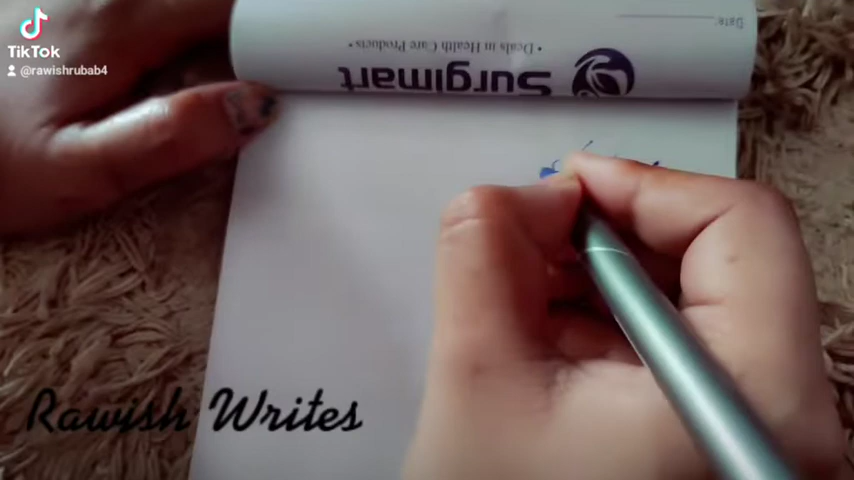 TikTok
@rawishrubab4
Date:
• Deals in Health Care Products •
Surgimart
Rawish Writes